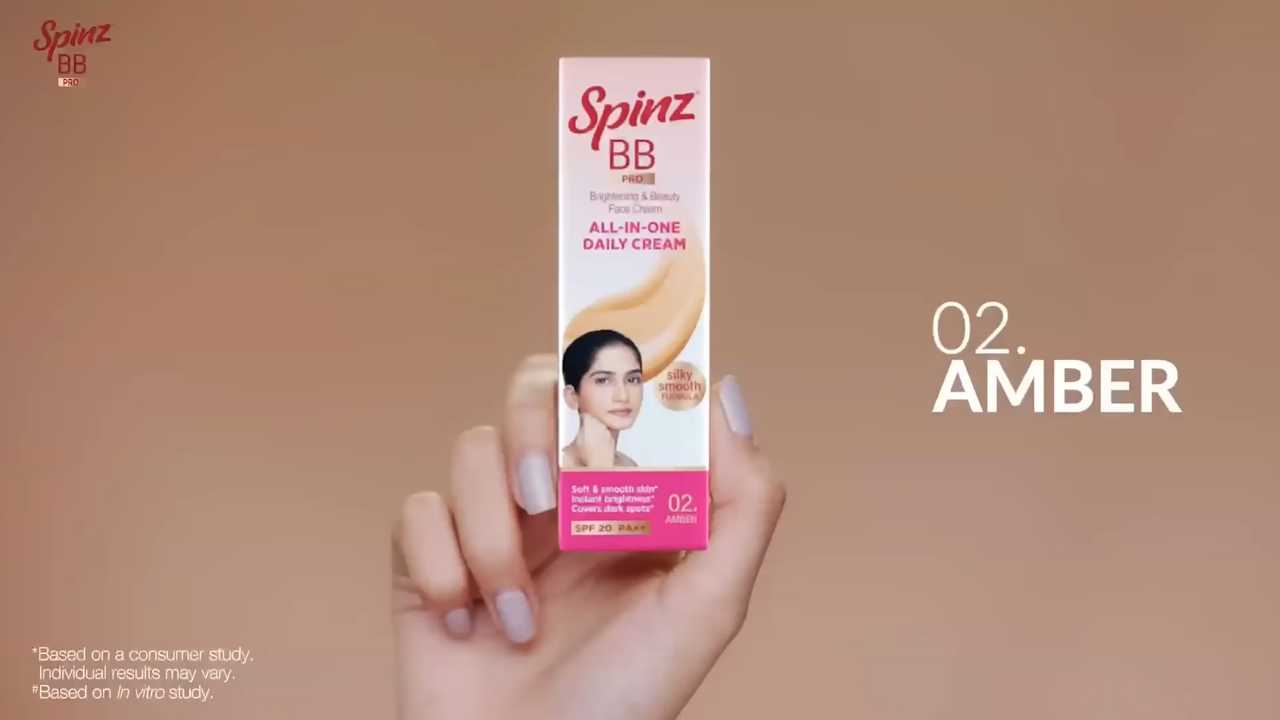 Spinz
BB
PRO
Spinz
BB
PRO
Brightening & Beauty
Face Cream
ALL-IN-ONE
DAILY CREAM
silky
smooth
FORMULA
Soft & smooth skin*
Instant brightness*
Covers dark spots*
SPF 20 PA++
02.
AMBER
02.
AMBER
*Based on a consumer study.
Individual results may vary.
#Based on In vitro study.